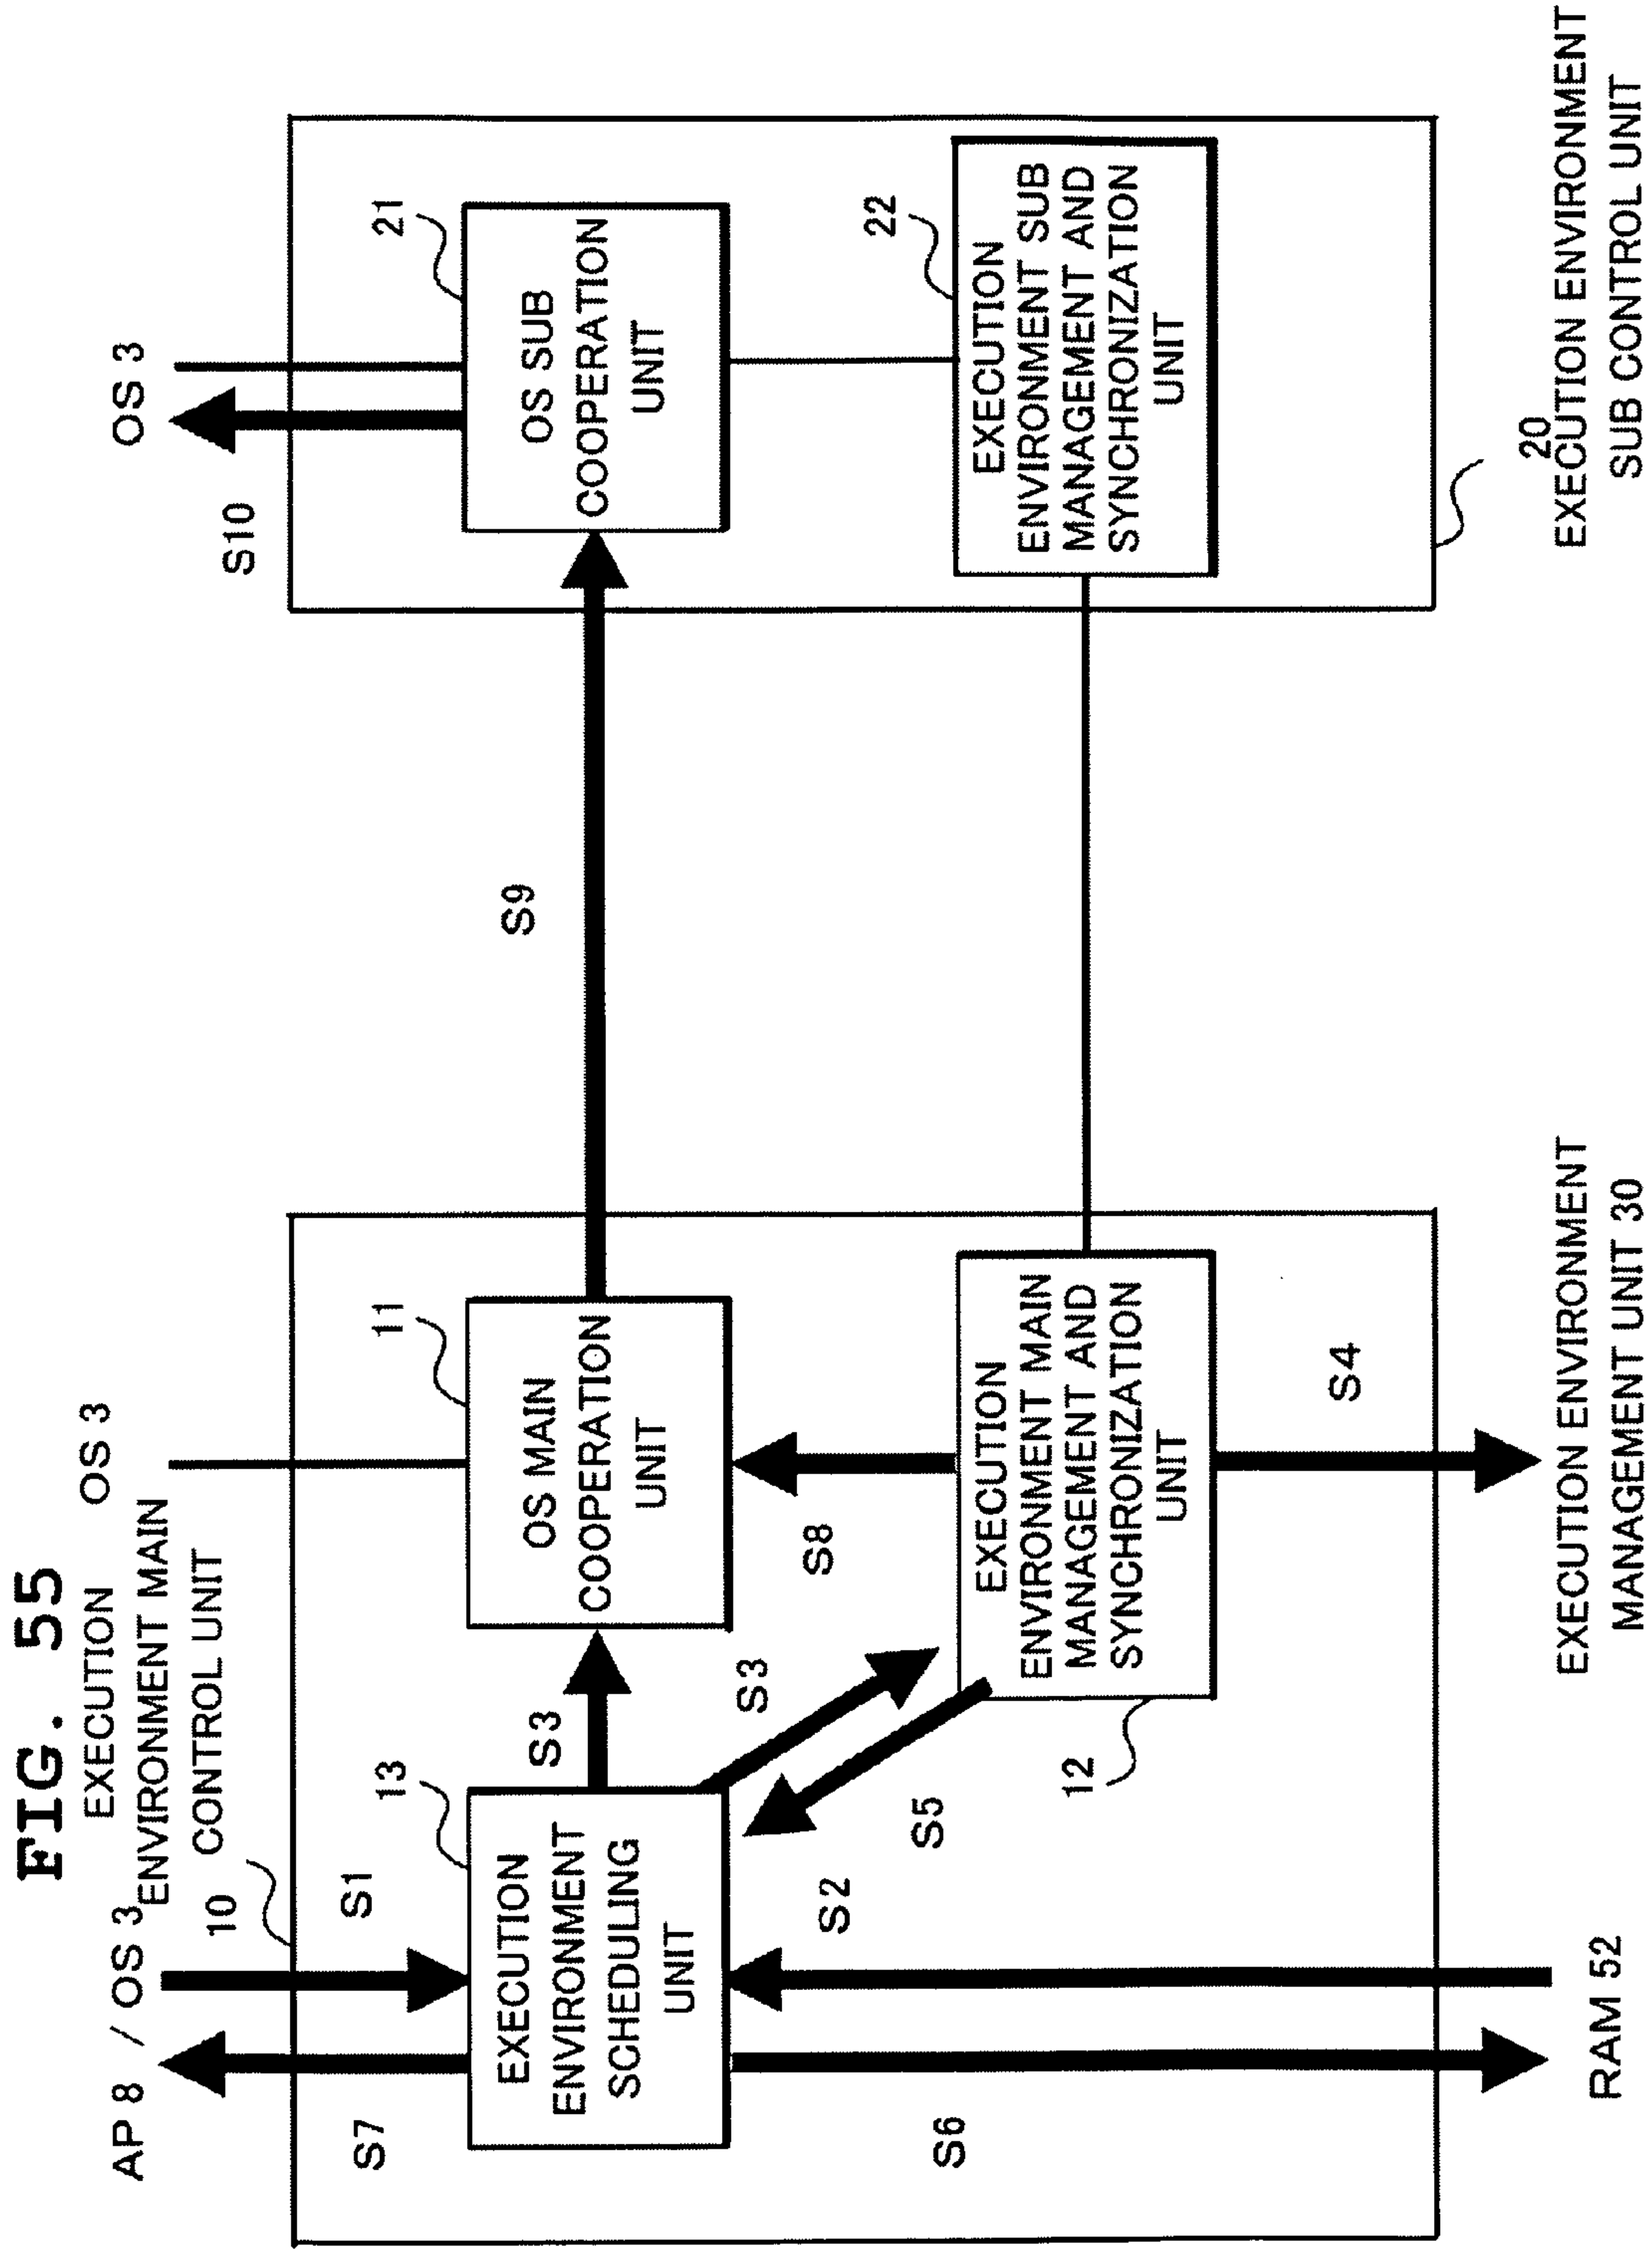 FIG. 55
EXECUTION
ENVIRONMENT MAIN
CONTROL UNIT
10
AP 8 / OS 3
OS 3
OS 3
S7
S1
S10
13
EXECUTION
ENVIRONMENT
SCHEDULING
UNIT
S3
11
OS MAIN
COOPERATION
UNIT
S9
21
OS SUB
COOPERATION
UNIT
S6
S2
S5
S3
S8
12
EXECUTION
ENVIRONMENT MAIN
MANAGEMENT AND
SYNCHRONIZATION
UNIT
22
EXECUTION
ENVIRONMENT SUB
MANAGEMENT AND
SYNCHRONIZATION
UNIT
S4
RAM 52
EXECUTION ENVIRONMENT
MANAGEMENT UNIT 30
20
EXECUTION ENVIRONMENT
SUB CONTROL UNIT